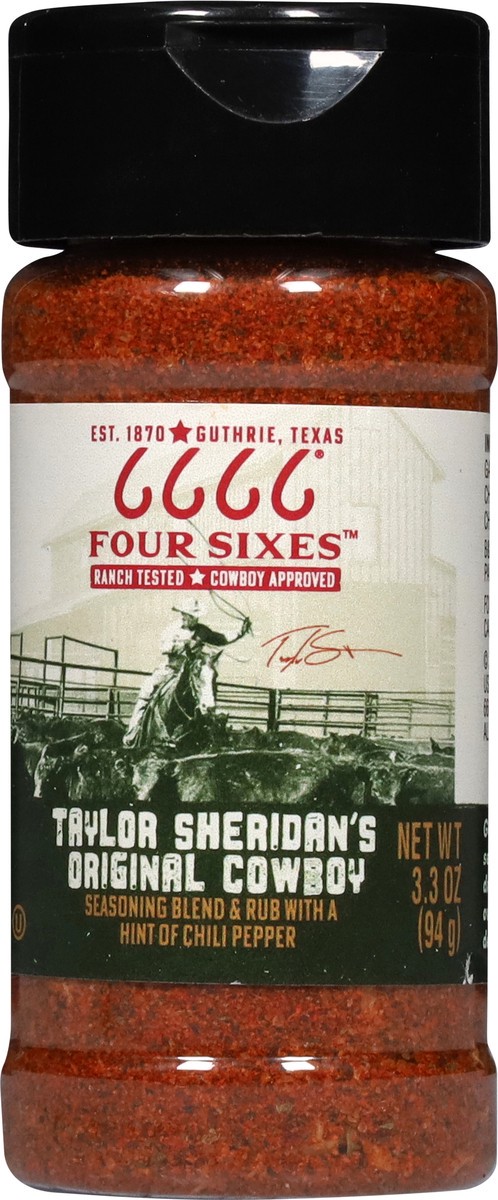 EST. 1870 ★ GUTHRIE, TEXAS
6666®
FOUR SIXES™
RANCH TESTED ★ COWBOY APPROVED
TAYLOR SHERIDAN'S
ORIGINAL COWBOY
SEASONING BLEND & RUB WITH A
HINT OF CHILI PEPPER
NET WT
3.3 OZ
(94 g)
U